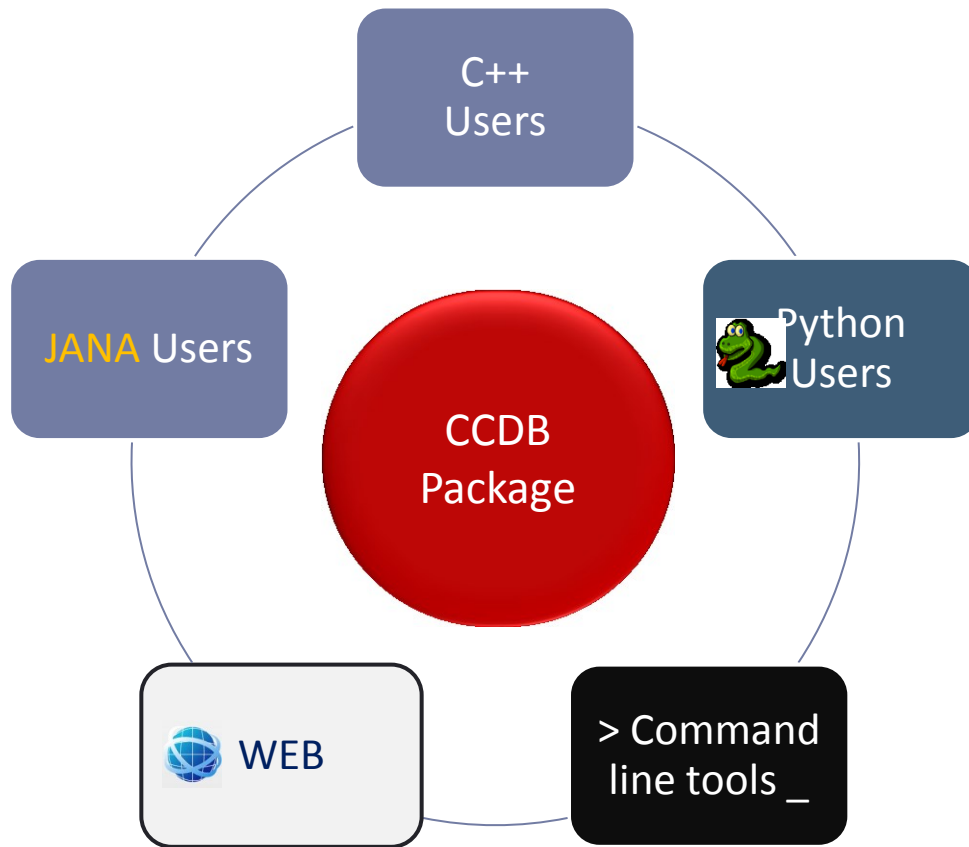 C++
Users
JANA Users
Python
Users
CCDB
Package
WEB
> Command
line tools _